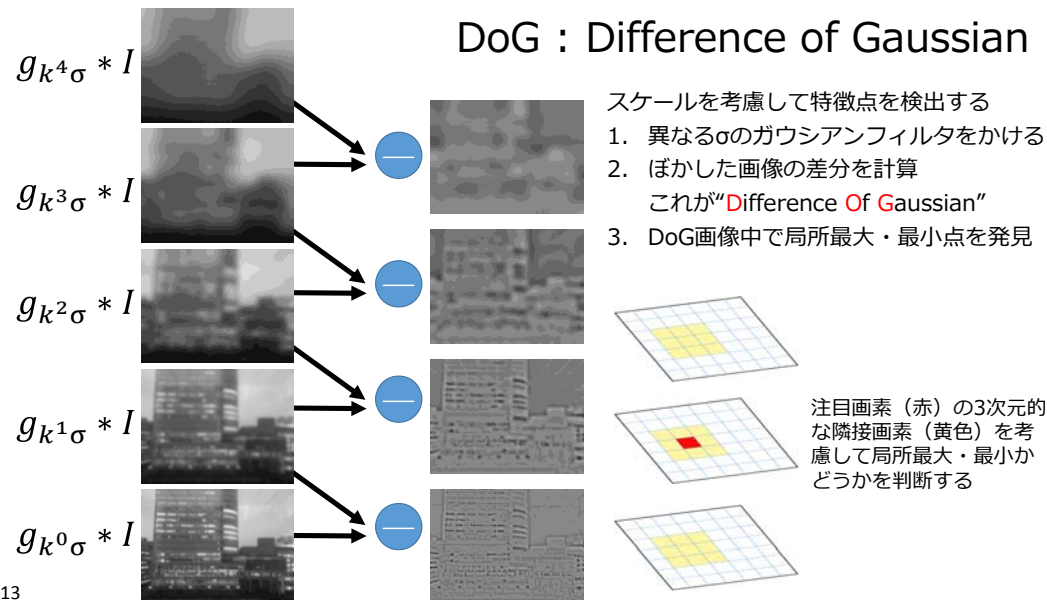 DoG : Difference of Gaussian
スケールを考慮して特徴点を検出する
1. 異なるσのガウシアンフィルタをかける
2. ぼかした画像の差分を計算
これが“Difference Of Gaussian”
3. DoG画像中で局所最大・最小点を発見
注目画素（赤）の3次元的
な隣接画素（黄色）を考
慮して局所最大・最小か
どうかを判断する
g_{k^4σ} * I
g_{k^3σ} * I
g_{k^2σ} * I
g_{k^1σ} * I
g_{k^0σ} * I
13